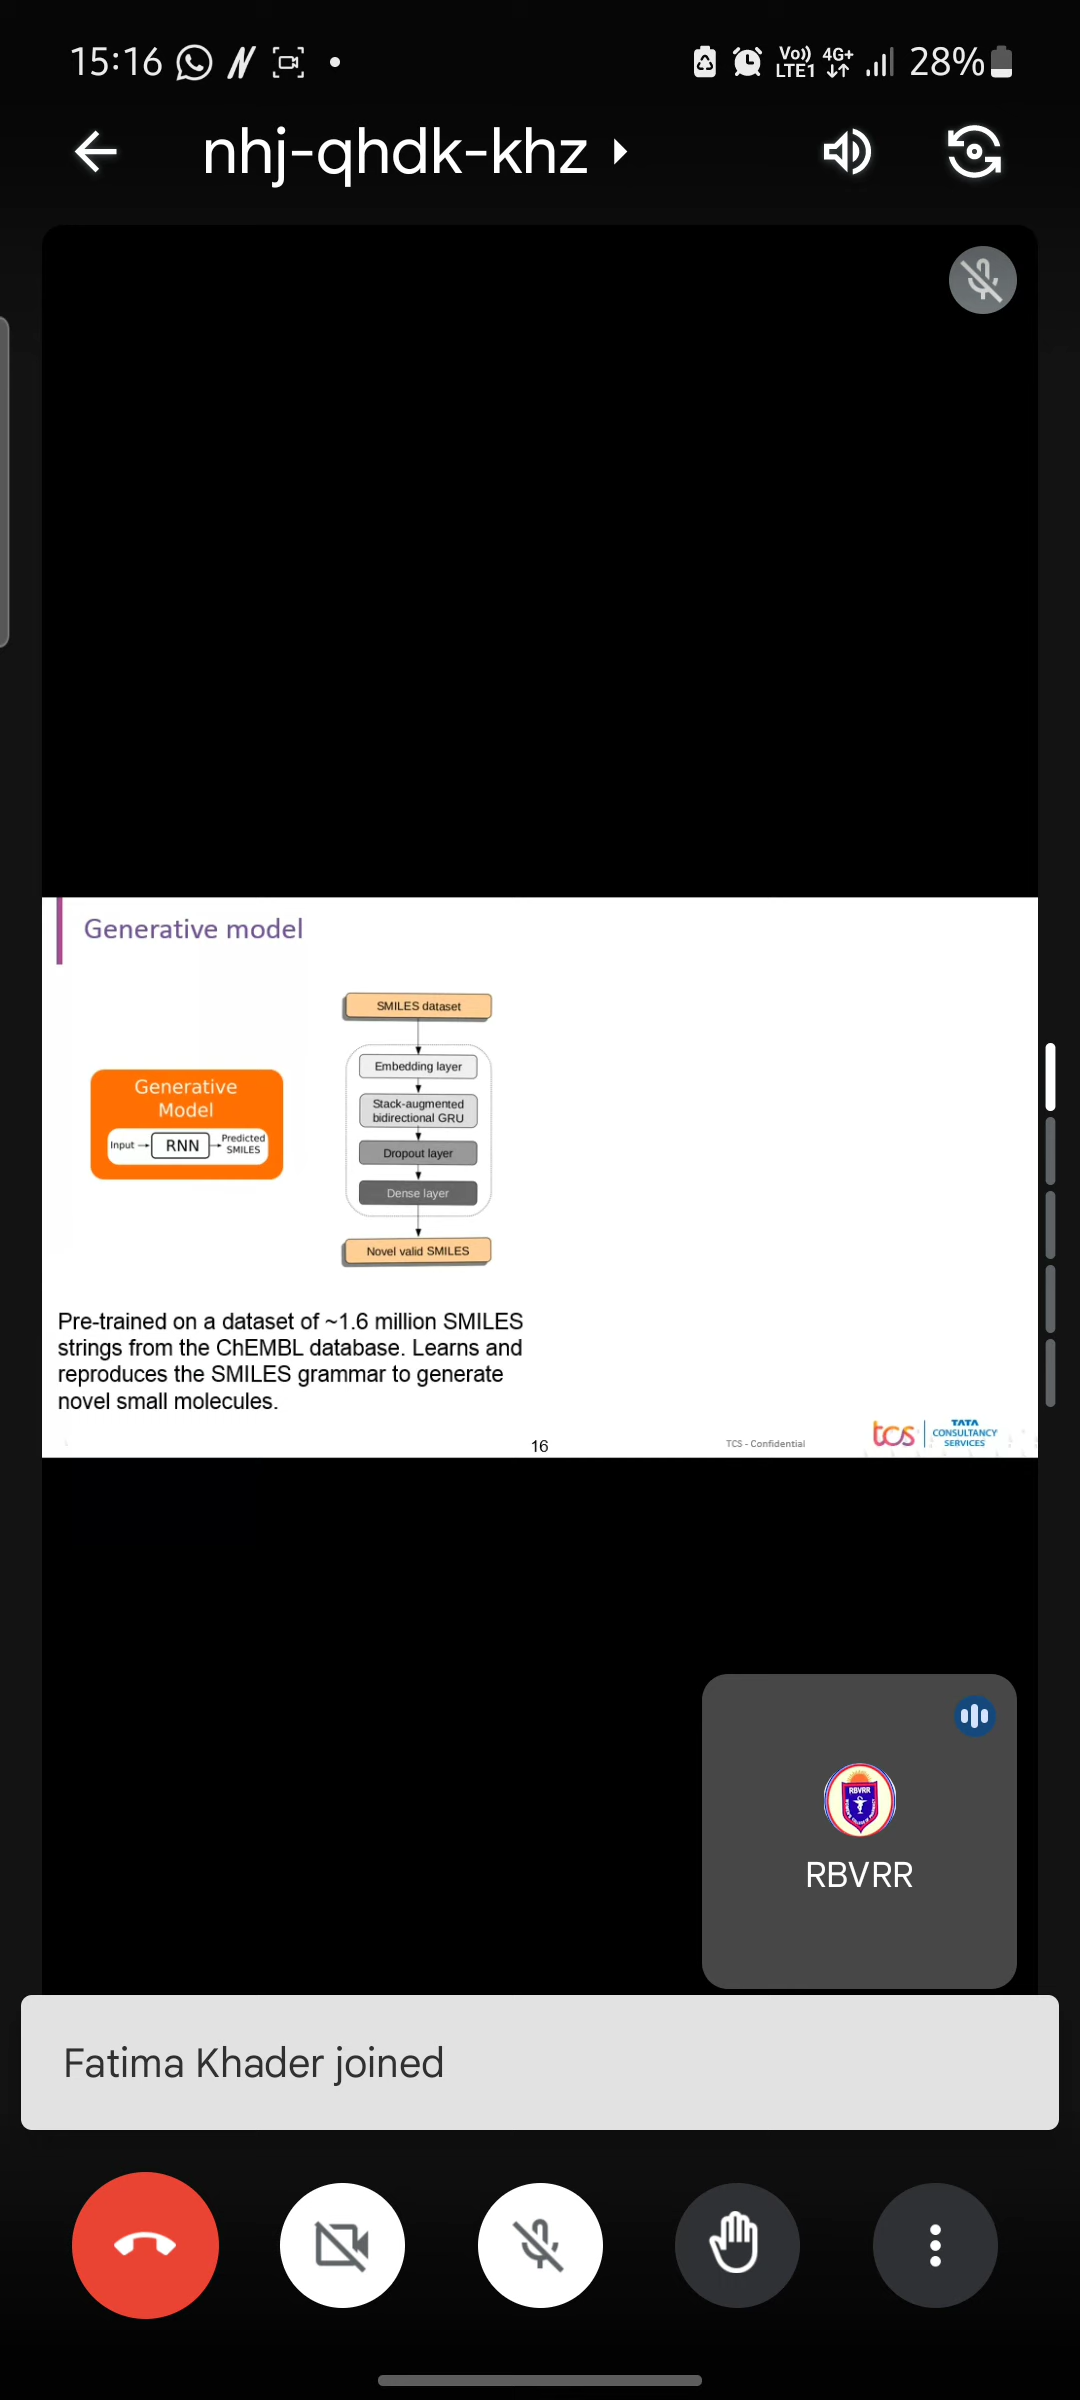 15:16
Vo)) LTE1 4G+ 28%
nhj-qhdk-khz
Generative model
SMILES dataset
Embedding layer
Stack-augmented
bidirectional GRU
Dropout layer
Dense layer
Novel valid SMILES
Generative
Model
Input
RNN
Predicted
SMILES
Pre-trained on a dataset of ~1.6 million SMILES
strings from the ChEMBL database. Learns and
reproduces the SMILES grammar to generate
novel small molecules.
16
TCS - Confidential
tcs
TATA
CONSULTANCY
SERVICES
RBVRR
RBVRR
Fatima Khader joined